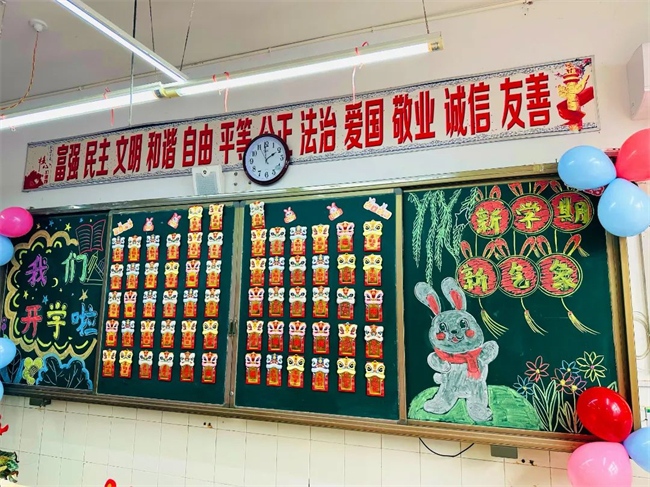 富强 民主 文明 和谐 自由 平等 公正 法治 爱国 敬业 诚信 友善
我们
开学啦
新学期
新气象